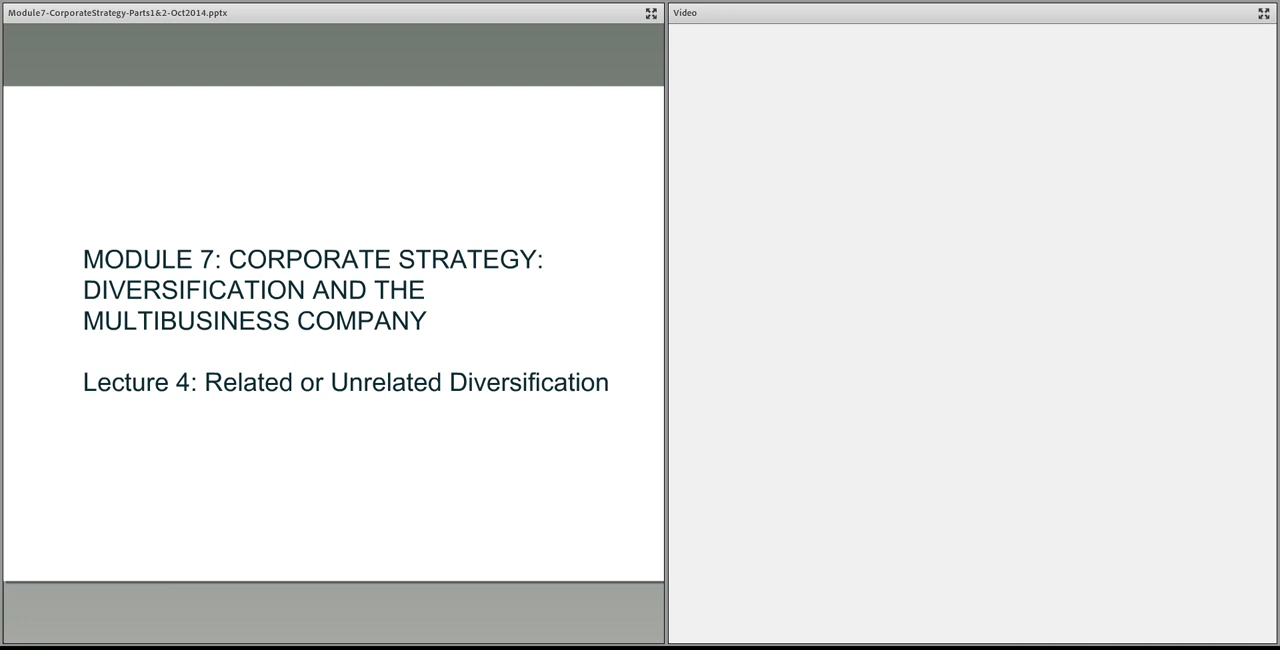 Module7-CorporateStrategy-Parts1&2-Oct2014.pptx
Video
MODULE 7: CORPORATE STRATEGY:
DIVERSIFICATION AND THE
MULTIBUSINESS COMPANY
Lecture 4: Related or Unrelated Diversification